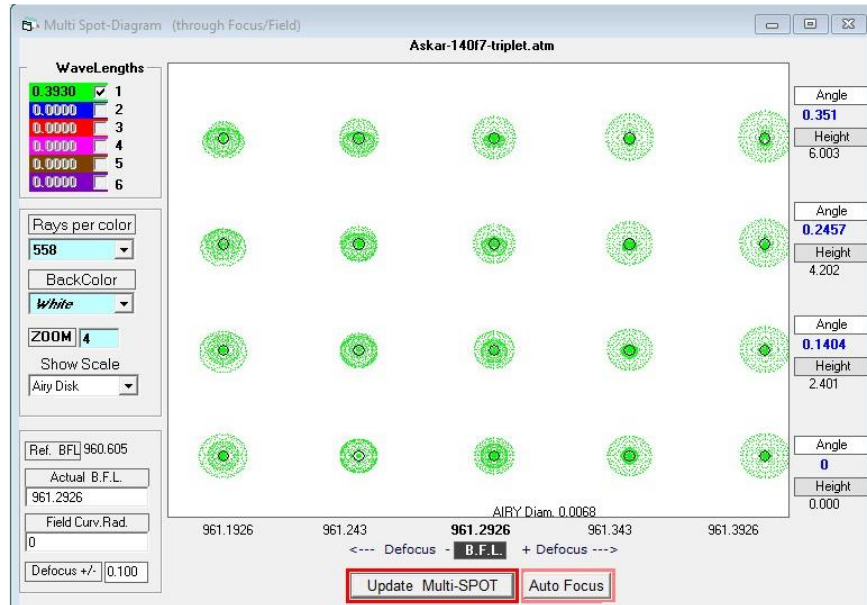 Multi Spot-Diagram (through Focus/Field)
Askar-140f7-triplet.atm
WaveLengths
0.3930 1
0.0000 2
0.0000 3
0.0000 4
0.0000 5
0.0000 6
Rays per color
558
BackColor
White
ZOOM 4
Show Scale
Airy Disk
Ref. BFL 960.605
Actual B.F.L.
961.2926
Field Curv.Rad.
0
Defocus +/- 0.100
Angle
0.351
Height
6.003
Angle
0.2457
Height
4.202
Angle
0.1404
Height
2.401
Angle
0
Height
0.000
AIRY Diam. 0.0068
961.1926 961.243 961.2926 961.343 961.3926
<--- Defocus - B.F.L. + Defocus --->
Update Multi-SPOT Auto Focus